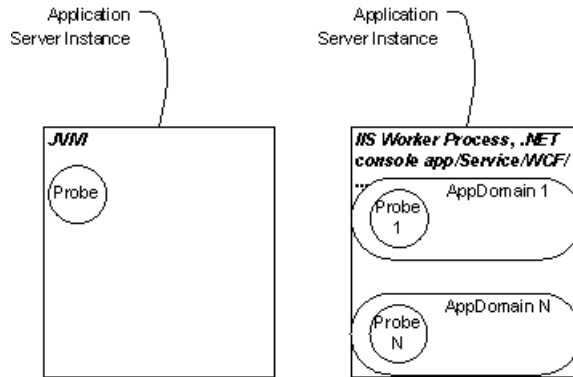 Application
Server Instance
JVM
Probe
Application
Server Instance
IIS Worker Process, .NET
console app/Service/WCF/
...
AppDomain 1
Probe
1
AppDomain N
Probe
N